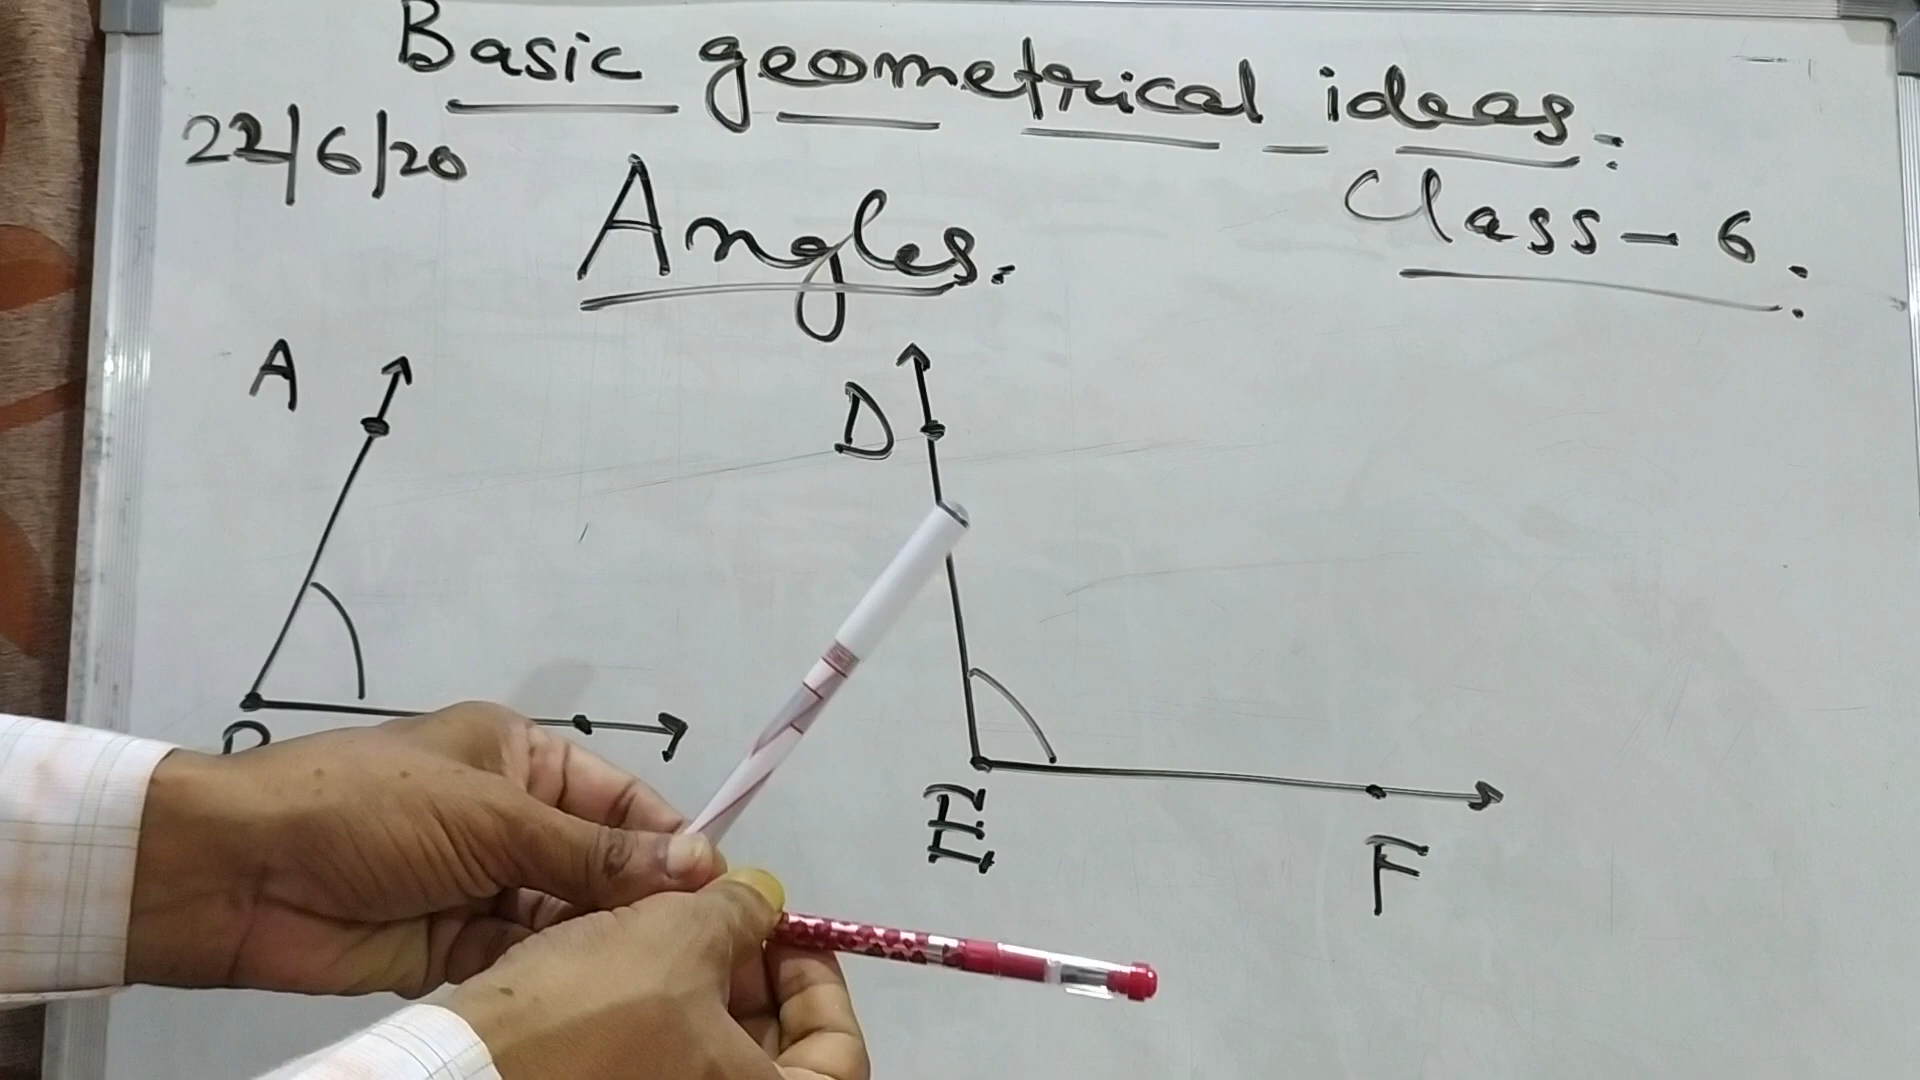 Basic geometrical ideas:
22/6/20
Angles.
Class - 6.
A
D
E
F